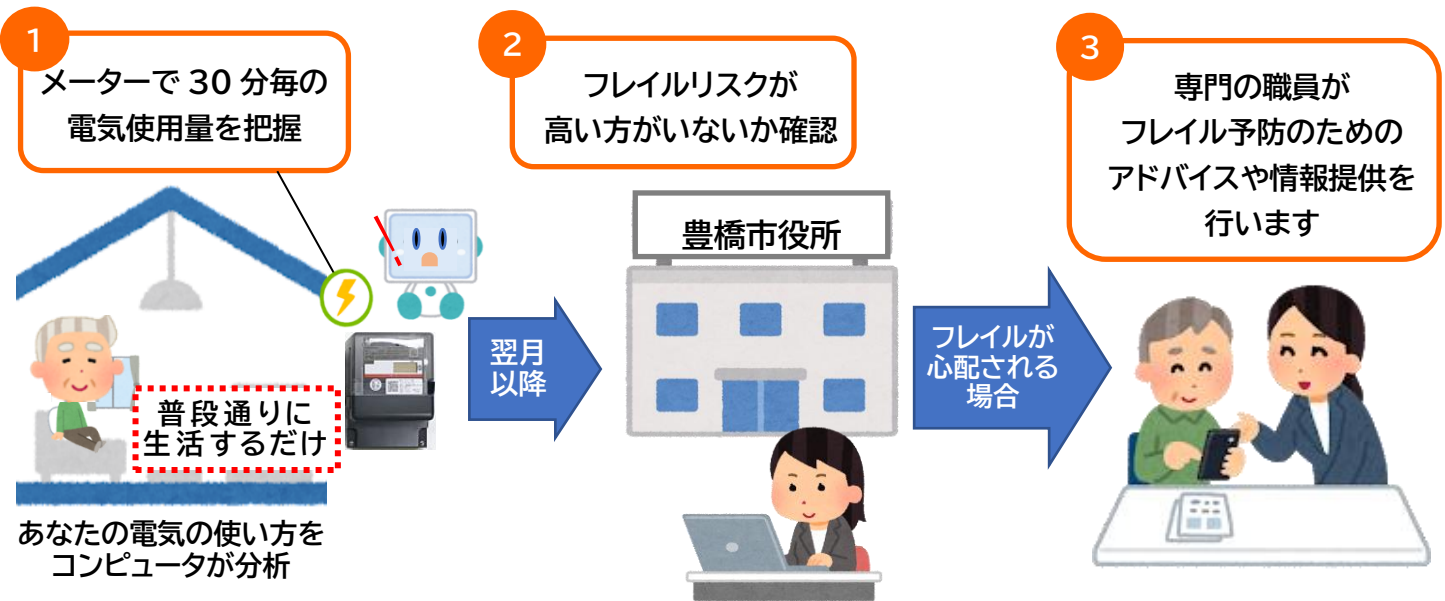 1
メーターで 30 分毎の
電気使用量を把握
普段通りに
生活するだけ
あなたの電気の使い方を
コンピュータが分析
翌月
以降
2
フレイルリスクが
高い方がいないか確認
豊橋市役所
フレイルが
心配される
場合
3
専門の職員が
フレイル予防のための
アドバイスや情報提供を
行います